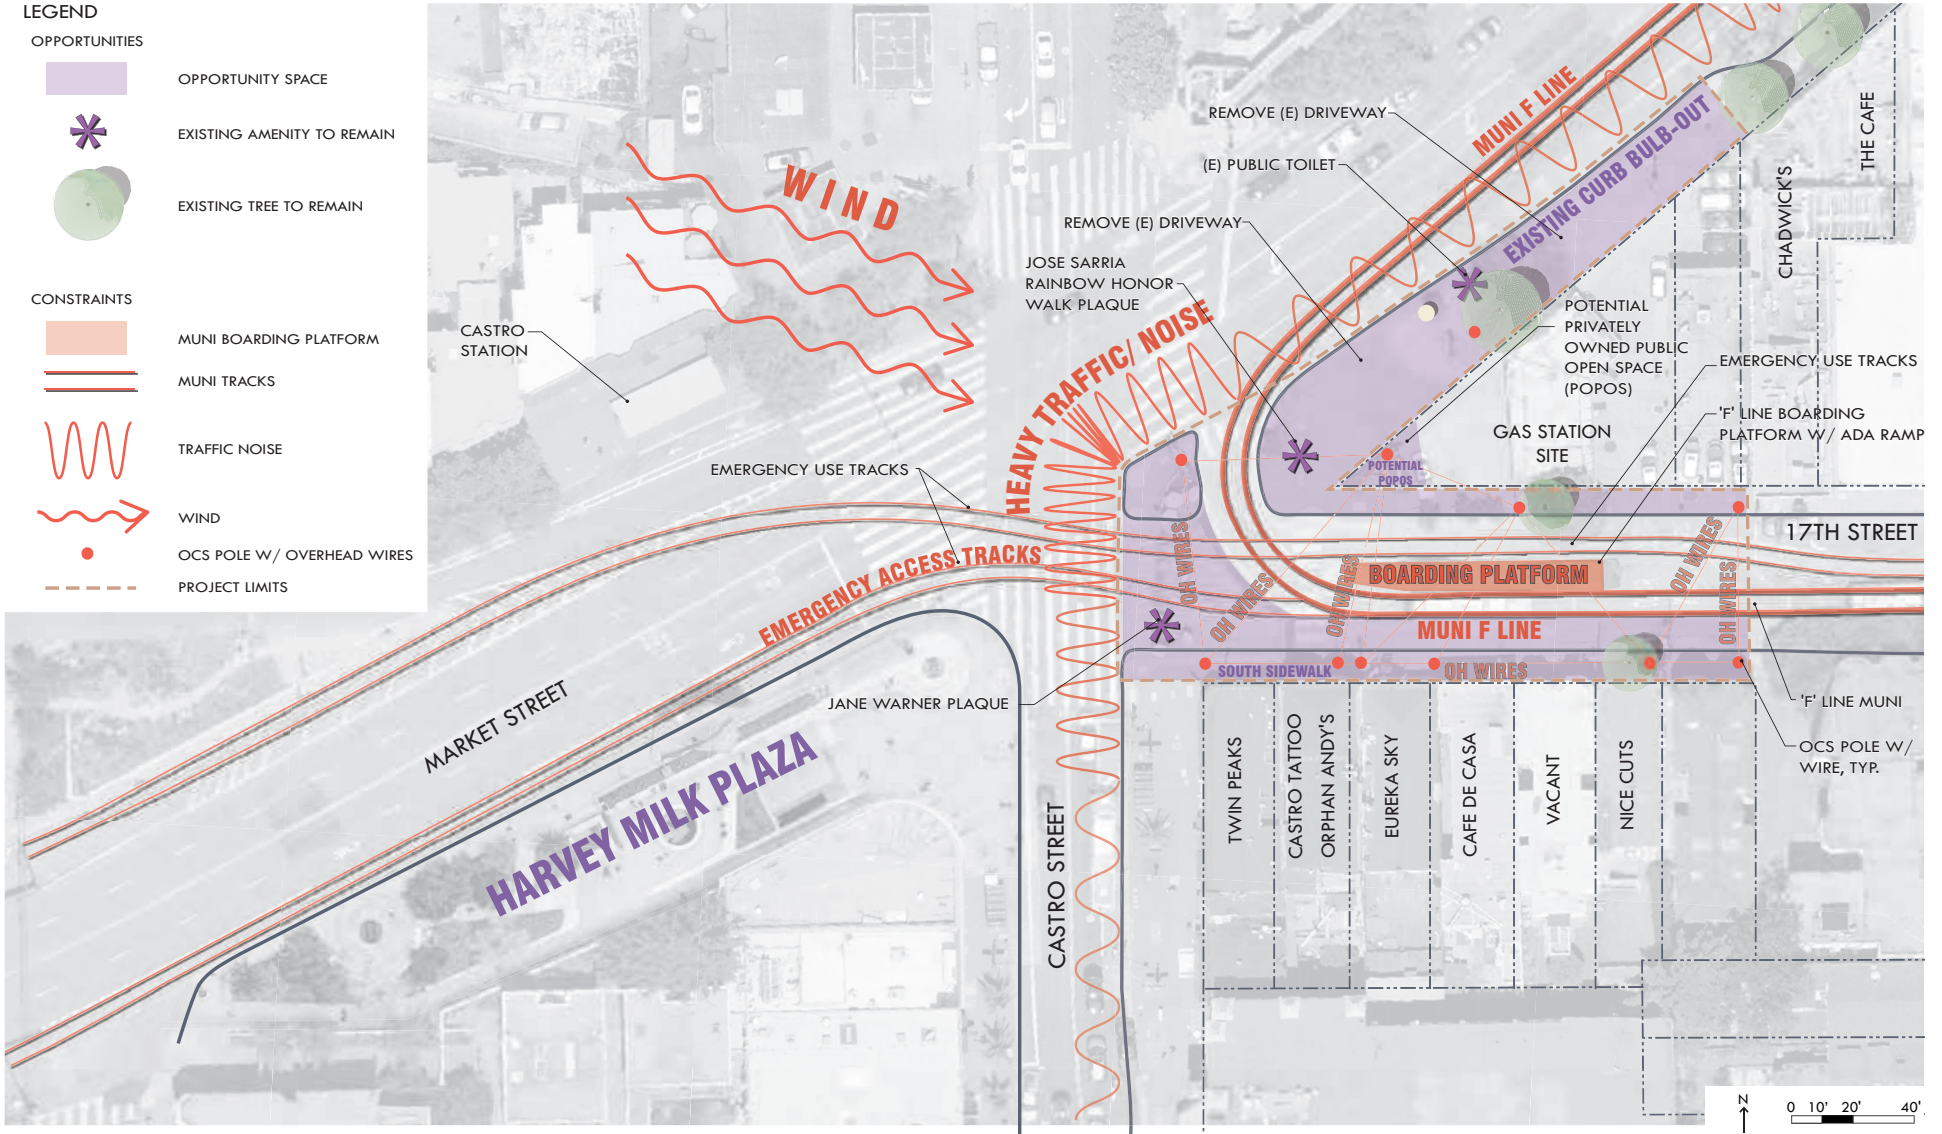 LEGEND
OPPORTUNITIES
OPPORTUNITY SPACE
EXISTING AMENITY TO REMAIN
EXISTING TREE TO REMAIN
CONSTRAINTS
MUNI BOARDING PLATFORM
MUNI TRACKS
TRAFFIC NOISE
WIND
OCS POLE W/ OVERHEAD WIRES
PROJECT LIMITS
WIND
CASTRO
STATION
EMERGENCY USE TRACKS
HEAVY TRAFFIC/ NOISE
EMERGENCY ACCESS TRACKS
MARKET STREET
HARVEY MILK PLAZA
JANE WARNER PLAQUE
CASTRO STREET
REMOVE (E) DRIVEWAY
(E) PUBLIC TOILET
REMOVE (E) DRIVEWAY
JOSE SARRIA
RAINBOW HONOR
WALK PLAQUE
MUNI F LINE
EXISTING CURB BULB-OUT
THE CAFE
CHADWICK'S
POTENTIAL
PRIVATELY
OWNED PUBLIC
OPEN SPACE
(POPOS)
EMERGENCY USE TRACKS
'F' LINE BOARDING
PLATFORM W/ ADA RAMP
GAS STATION
SITE
POTENTIAL
POPOS
17TH STREET
OH WIRES
OH WIRES
OH WIRES
BOARDING PLATFORM
OH WIRES
OH WIRES
MUNI F LINE
SOUTH SIDEWALK
OH WIRES
'F' LINE MUNI
OCS POLE W/
WIRE, TYP.
TWIN PEAKS
CASTRO TATTOO
ORPHAN ANDY'S
EUREKA SKY
CAFE DE CASA
VACANT
NICE CUTS
N
0 10' 20' 40'